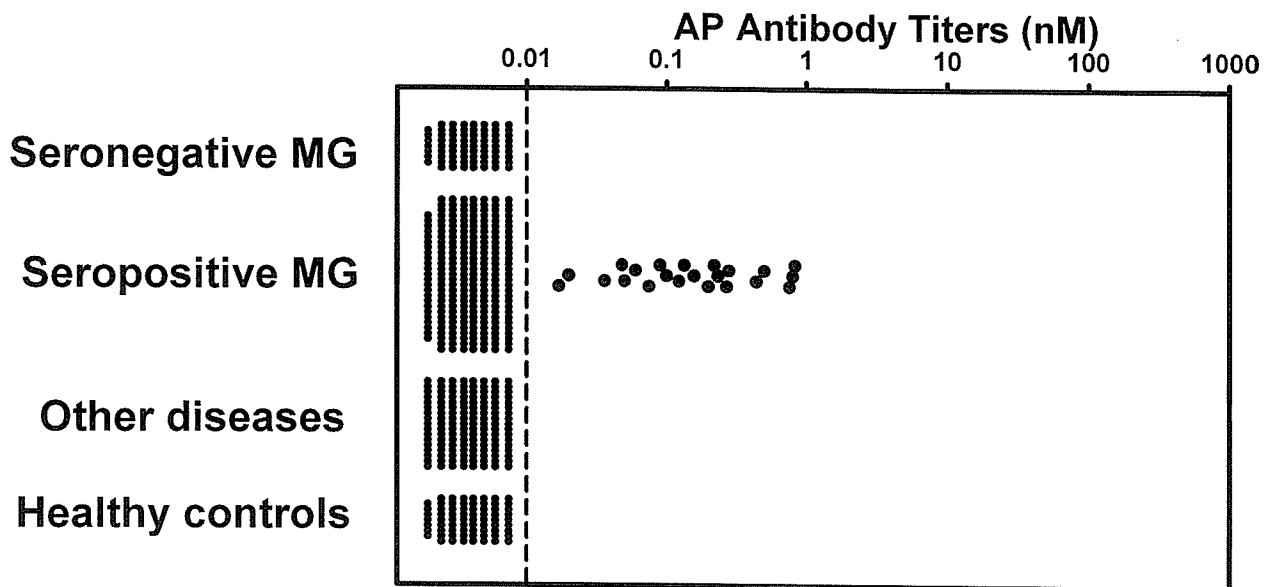 AP Antibody Titers (nM)
0.01 0.1 1 10 100 1000
Seronegative MG
Seropositive MG
Other diseases
Healthy controls